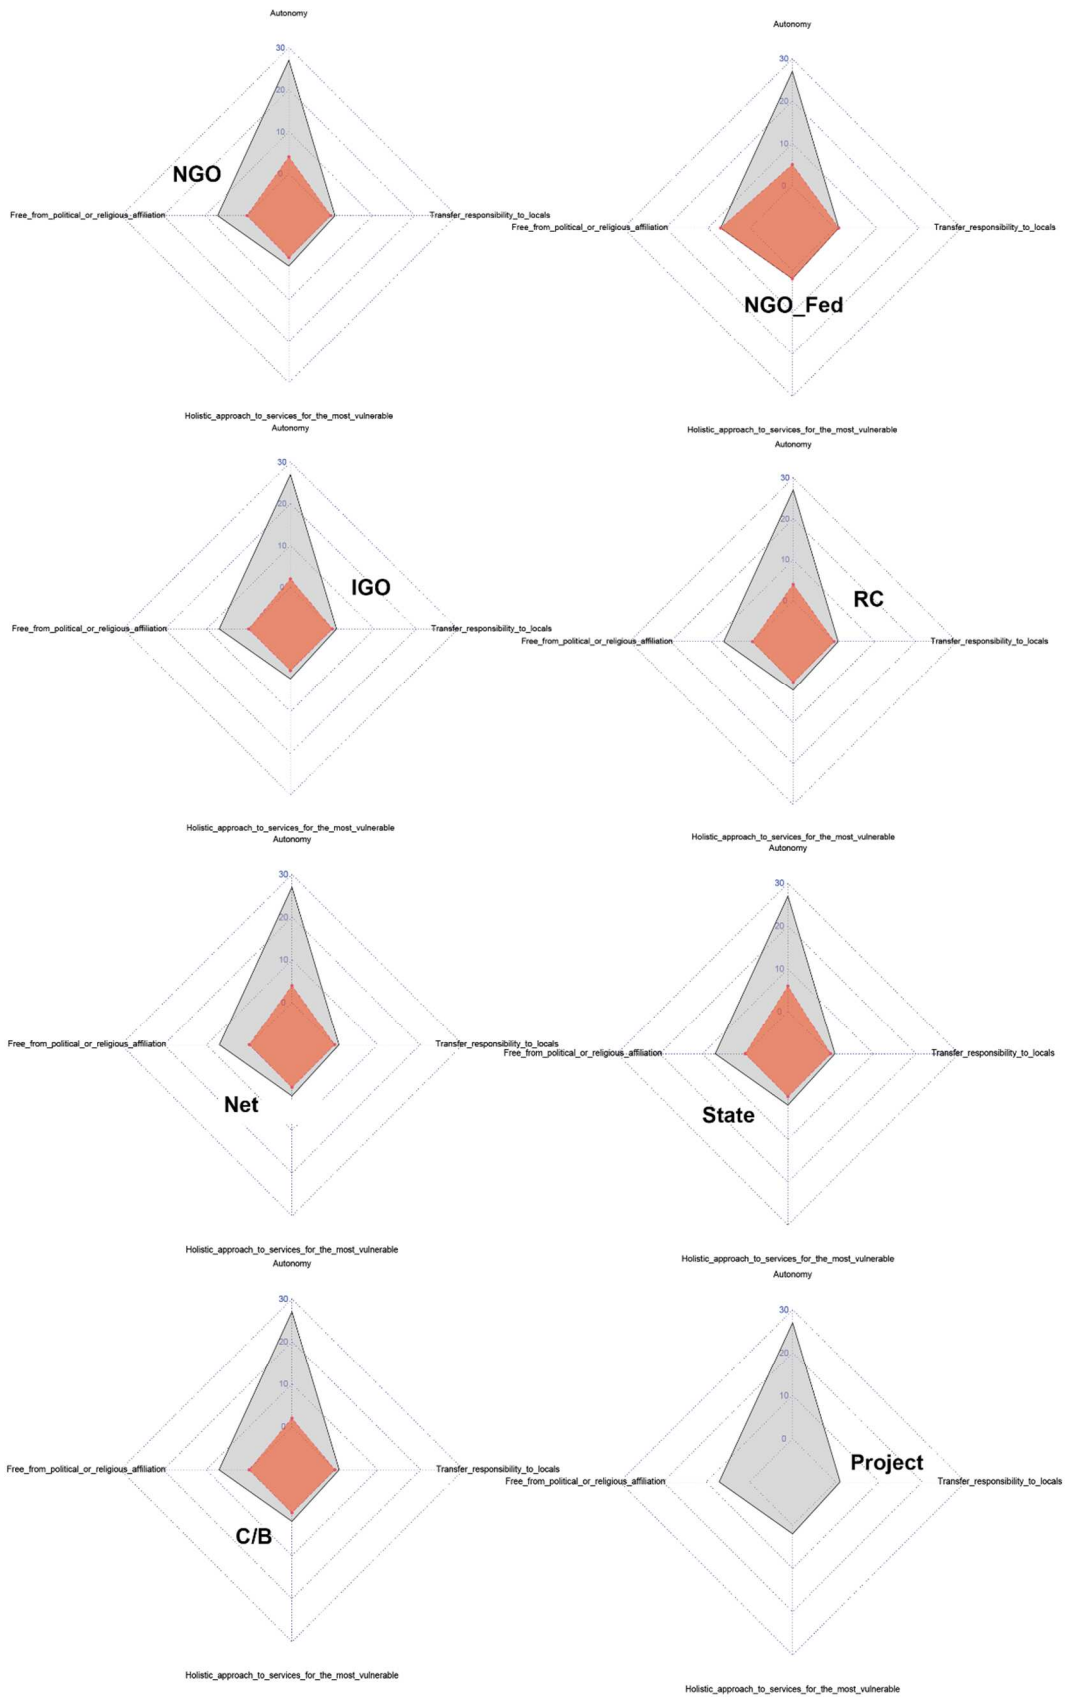 Autonomy
30
20
10
0
NGO
Free_from_political_or_religious_affiliation
Transfer_responsibility_to_locals
Holistic_approach_to_services_for_the_most_vulnerable
Autonomy
30
20
10
0
Free_from_political_or_religious_affiliation
Transfer_responsibility_to_locals
NGO_Fed
Holistic_approach_to_services_for_the_most_vulnerable
Autonomy
30
20
10
0
IGO
Free_from_political_or_religious_affiliation
Transfer_responsibility_to_locals
Holistic_approach_to_services_for_the_most_vulnerable
Autonomy
30
20
10
0
RC
Free_from_political_or_religious_affiliation
Transfer_responsibility_to_locals
Holistic_approach_to_services_for_the_most_vulnerable
Autonomy
30
20
10
0
Free_from_political_or_religious_affiliation
Transfer_responsibility_to_locals
Net
Holistic_approach_to_services_for_the_most_vulnerable
Autonomy
30
20
10
0
Free_from_political_or_religious_affiliation
Transfer_responsibility_to_locals
State
Holistic_approach_to_services_for_the_most_vulnerable
Autonomy
30
20
10
0
Free_from_political_or_religious_affiliation
Transfer_responsibility_to_locals
C/B
Holistic_approach_to_services_for_the_most_vulnerable
Autonomy
30
20
10
0
Project
Free_from_political_or_religious_affiliation
Transfer_responsibility_to_locals
Holistic_approach_to_services_for_the_most_vulnerable